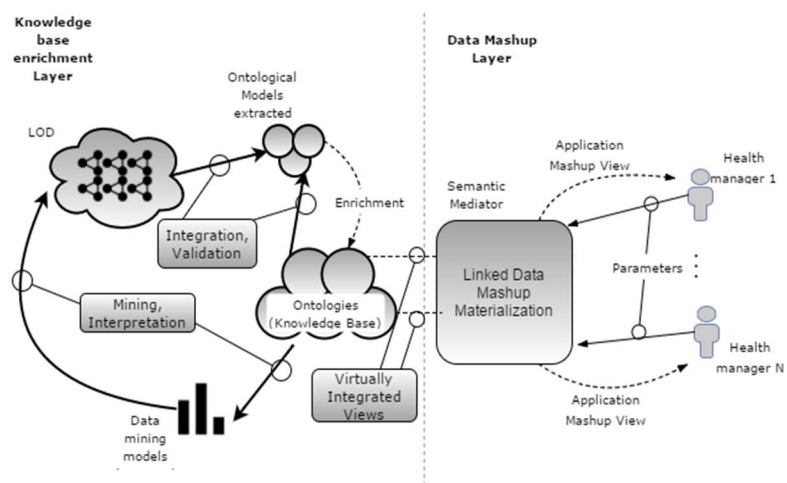 Knowledge
base
enrichment
Layer
Data Mashup
Layer
Ontological
Models
extracted
LOD
Application
Mashup View
Health
manager 1
Semantic
Mediator
Enrichment
Integration,
Validation
Linked Data
Mashup
Materialization
Parameters
Mining,
Interpretation
Ontologies
(Knowledge Base)
Virtually
Integrated
Views
Health
manager N
Application
Mashup View
Data
mining
models